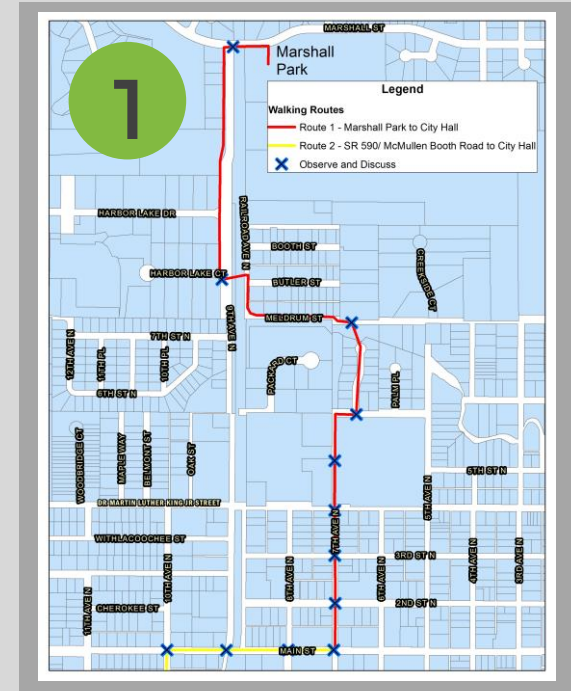 1
MARSHALL ST
Marshall
Park
Legend
Walking Routes
Route 1 - Marshall Park to City Hall
Route 2 - SR 590/ McMullen Booth Road to City Hall
Observe and Discuss
HARBOR LAKE DR
RAILROAD AVE N
BOOTH ST
CREEKSIDE CT
HARBOR LAKE CT
BUTLER ST
9TH AVE N
MELDRUM ST
7TH ST N
12TH AVE N
11TH PL
10TH PL
PACKARD CT
PALM PL
6TH ST N
WOODBRIDGE CT
MAPLE WAY
BELMONT ST
OAK ST
5TH ST N
5TH AVE N
DR MARTIN LUTHER KING JR STREET
7TH AVE N
WITHLACOOCHEE ST
10TH AVE N
8TH AVE N
3RD ST N
6TH AVE N
4TH AVE N
3RD AVE N
CHEROKEE ST
11TH AVE N
2ND ST N
MAIN ST